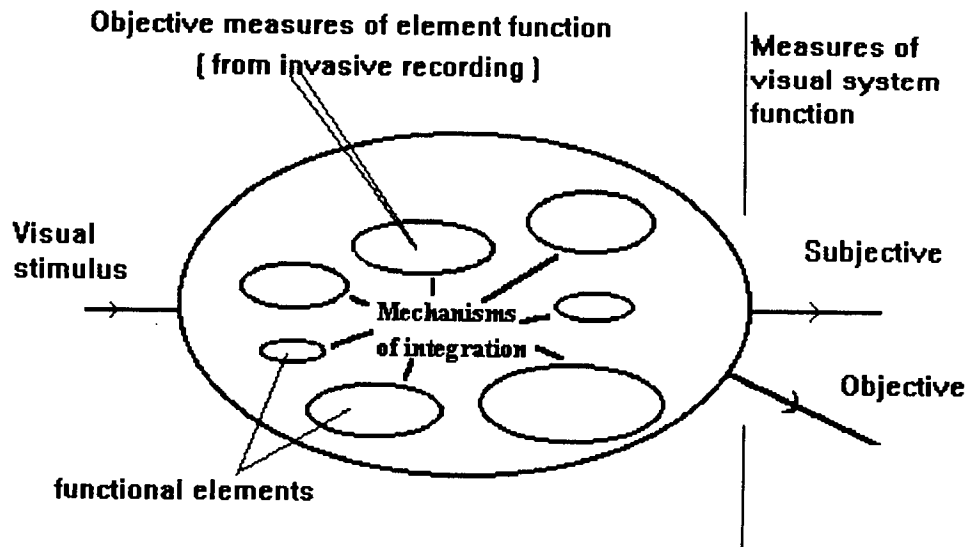 Objective measures of element function
( from invasive recording )
Measures of
visual system
function
Visual
stimulus
Subjective
Mechanisms
of integration
Objective
functional elements